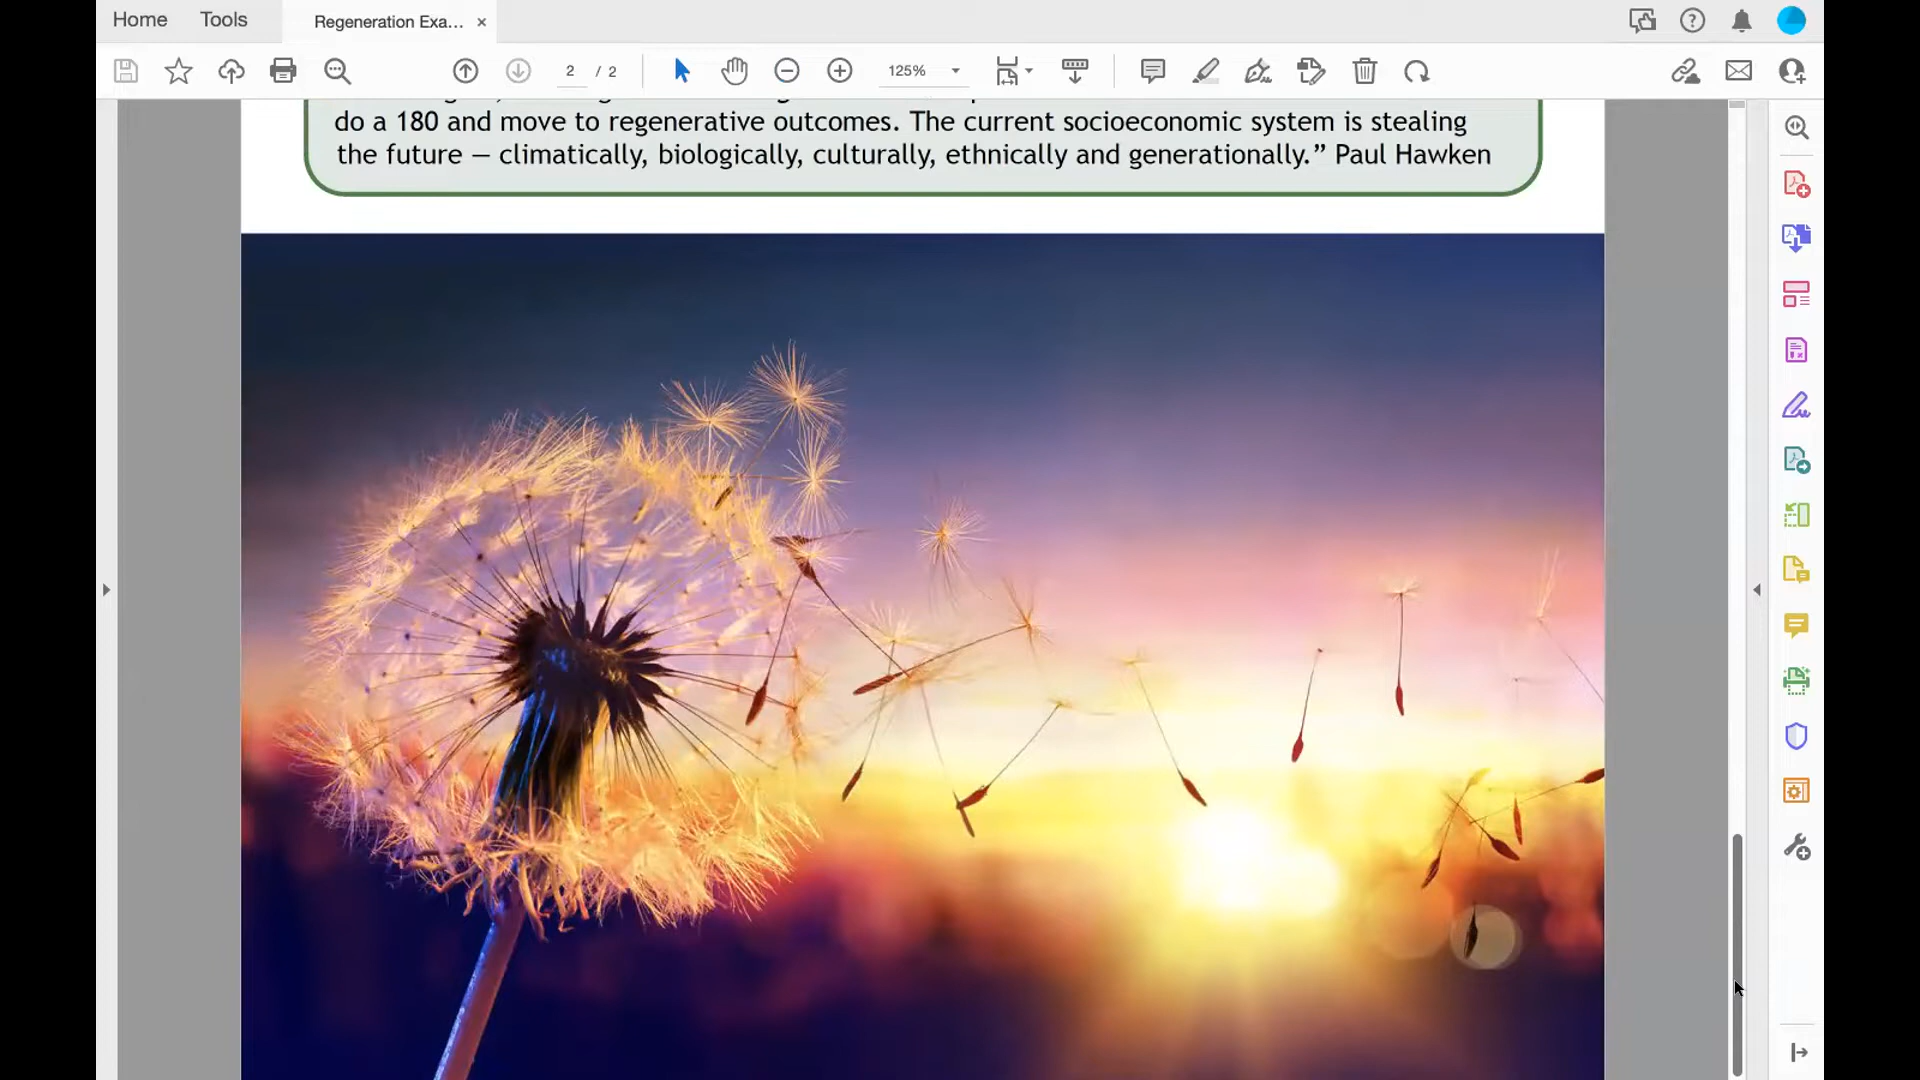 Home
Tools
Regeneration Exa...
2 / 2
125%
do a 180 and move to regenerative outcomes. The current socioeconomic system is stealing
the future — climatically, biologically, culturally, ethnically and generationally.” Paul Hawken